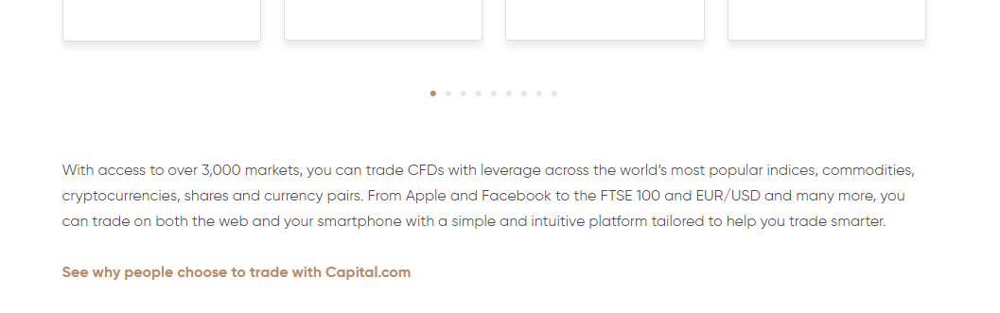 With access to over 3,000 markets, you can trade CFDs with leverage across the world’s most popular indices, commodities,
cryptocurrencies, shares and currency pairs. From Apple and Facebook to the FTSE 100 and EUR/USD and many more, you
can trade on both the web and your smartphone with a simple and intuitive platform tailored to help you trade smarter.
See why people choose to trade with Capital.com